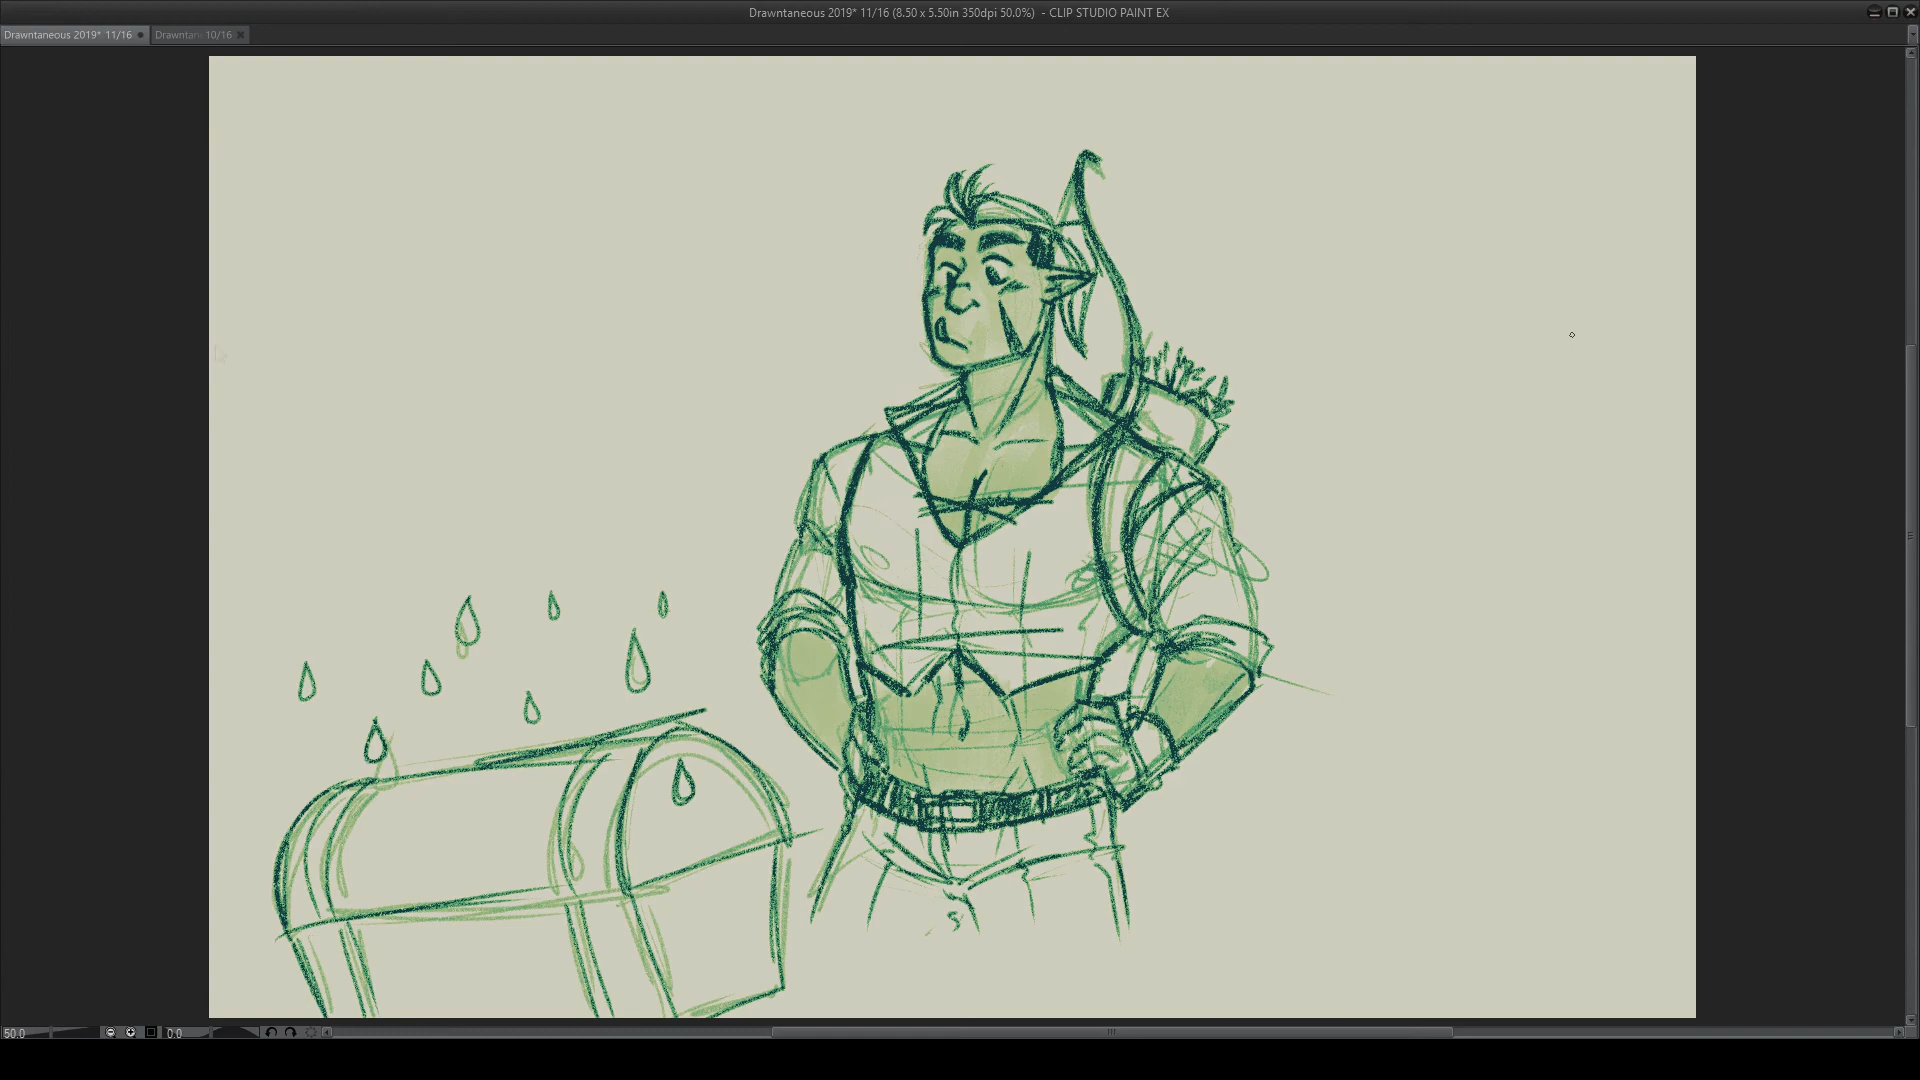 Drawntaneous 2019* 11/16 (8.50 x 5.50in 350dpi 50.0%) - CLIP STUDIO PAINT EX
Drawntaneous 2019* 11/16
10/16
50.0
0.0